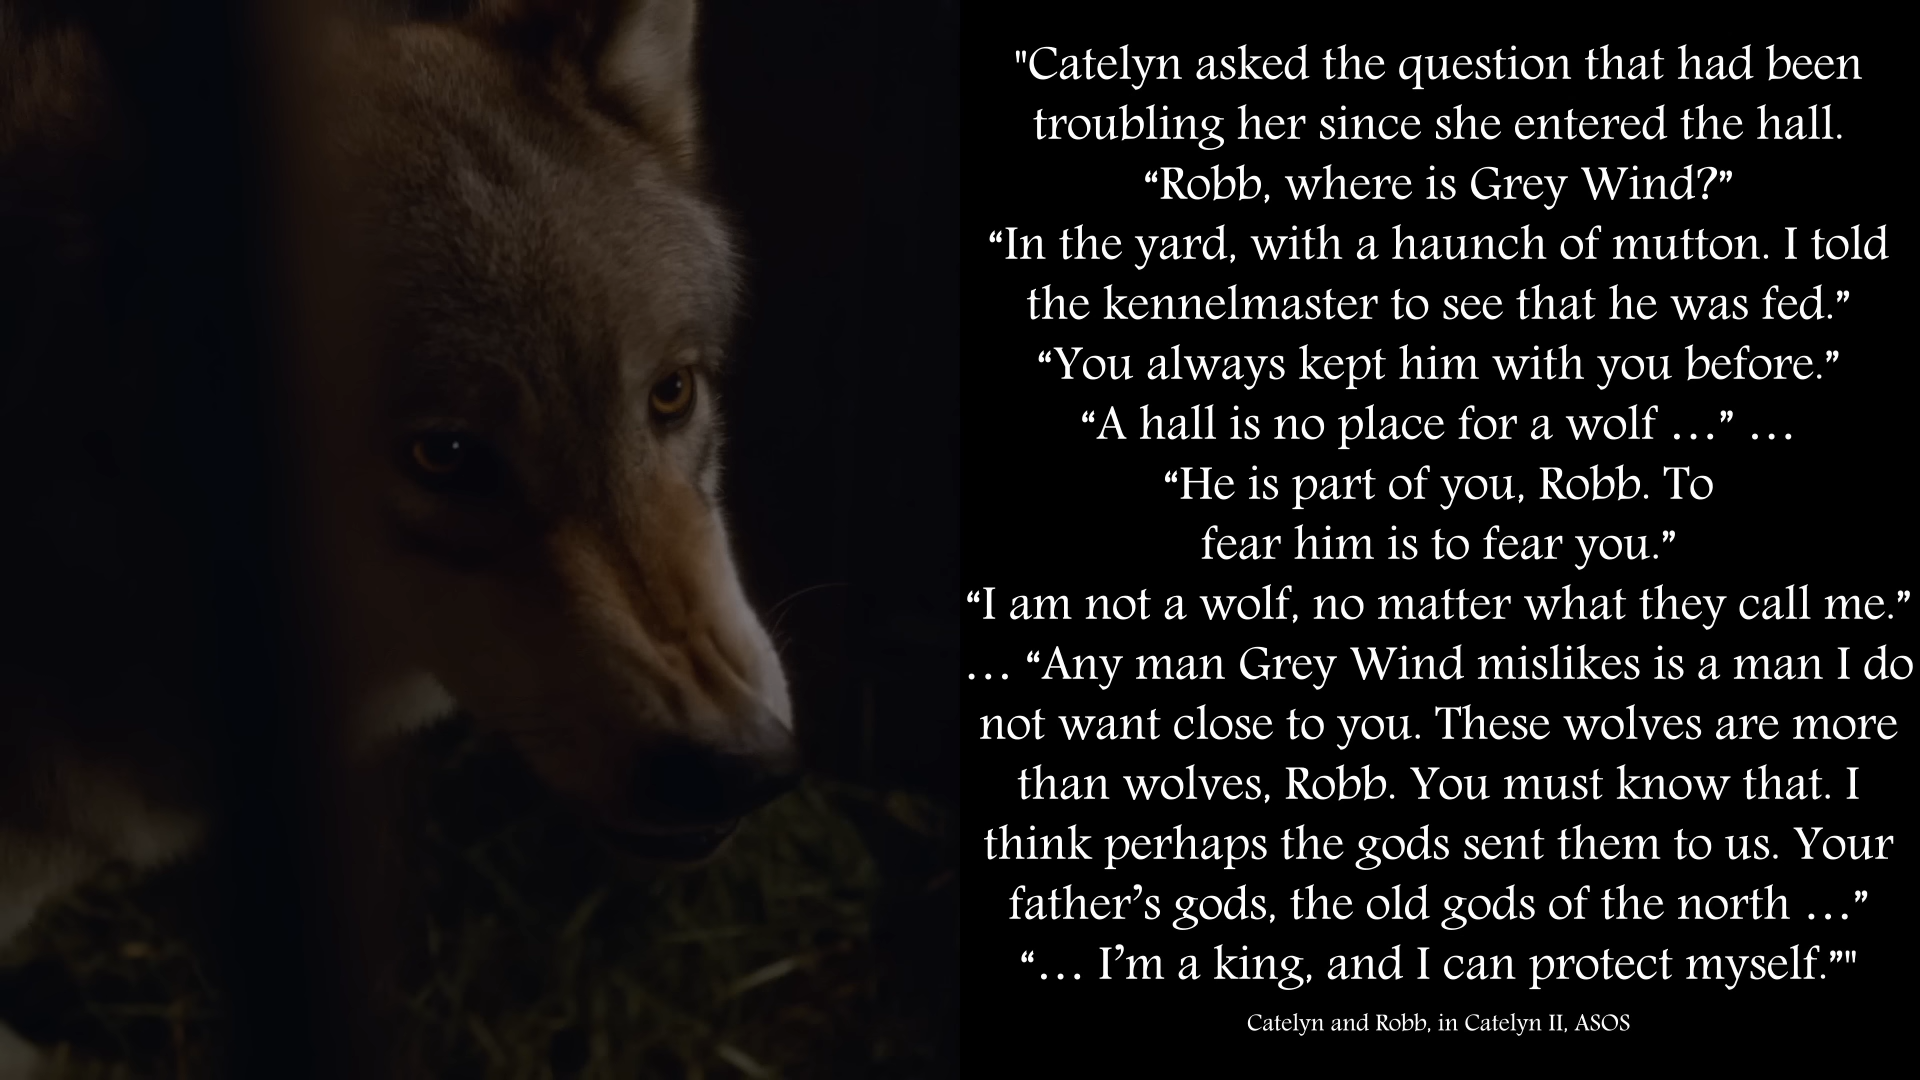 "Catelyn asked the question that had been
troubling her since she entered the hall.
“Robb, where is Grey Wind?”
“In the yard, with a haunch of mutton. I told
the kennelmaster to see that he was fed.”
“You always kept him with you before.”
“A hall is no place for a wolf …” …
“He is part of you, Robb. To
fear him is to fear you.”
“I am not a wolf, no matter what they call me.”
… “Any man Grey Wind mislikes is a man I do
not want close to you. These wolves are more
than wolves, Robb. You must know that. I
think perhaps the gods sent them to us. Your
father’s gods, the old gods of the north …”
“… I’m a king, and I can protect myself.”"
Catelyn and Robb, in Catelyn II, ASOS